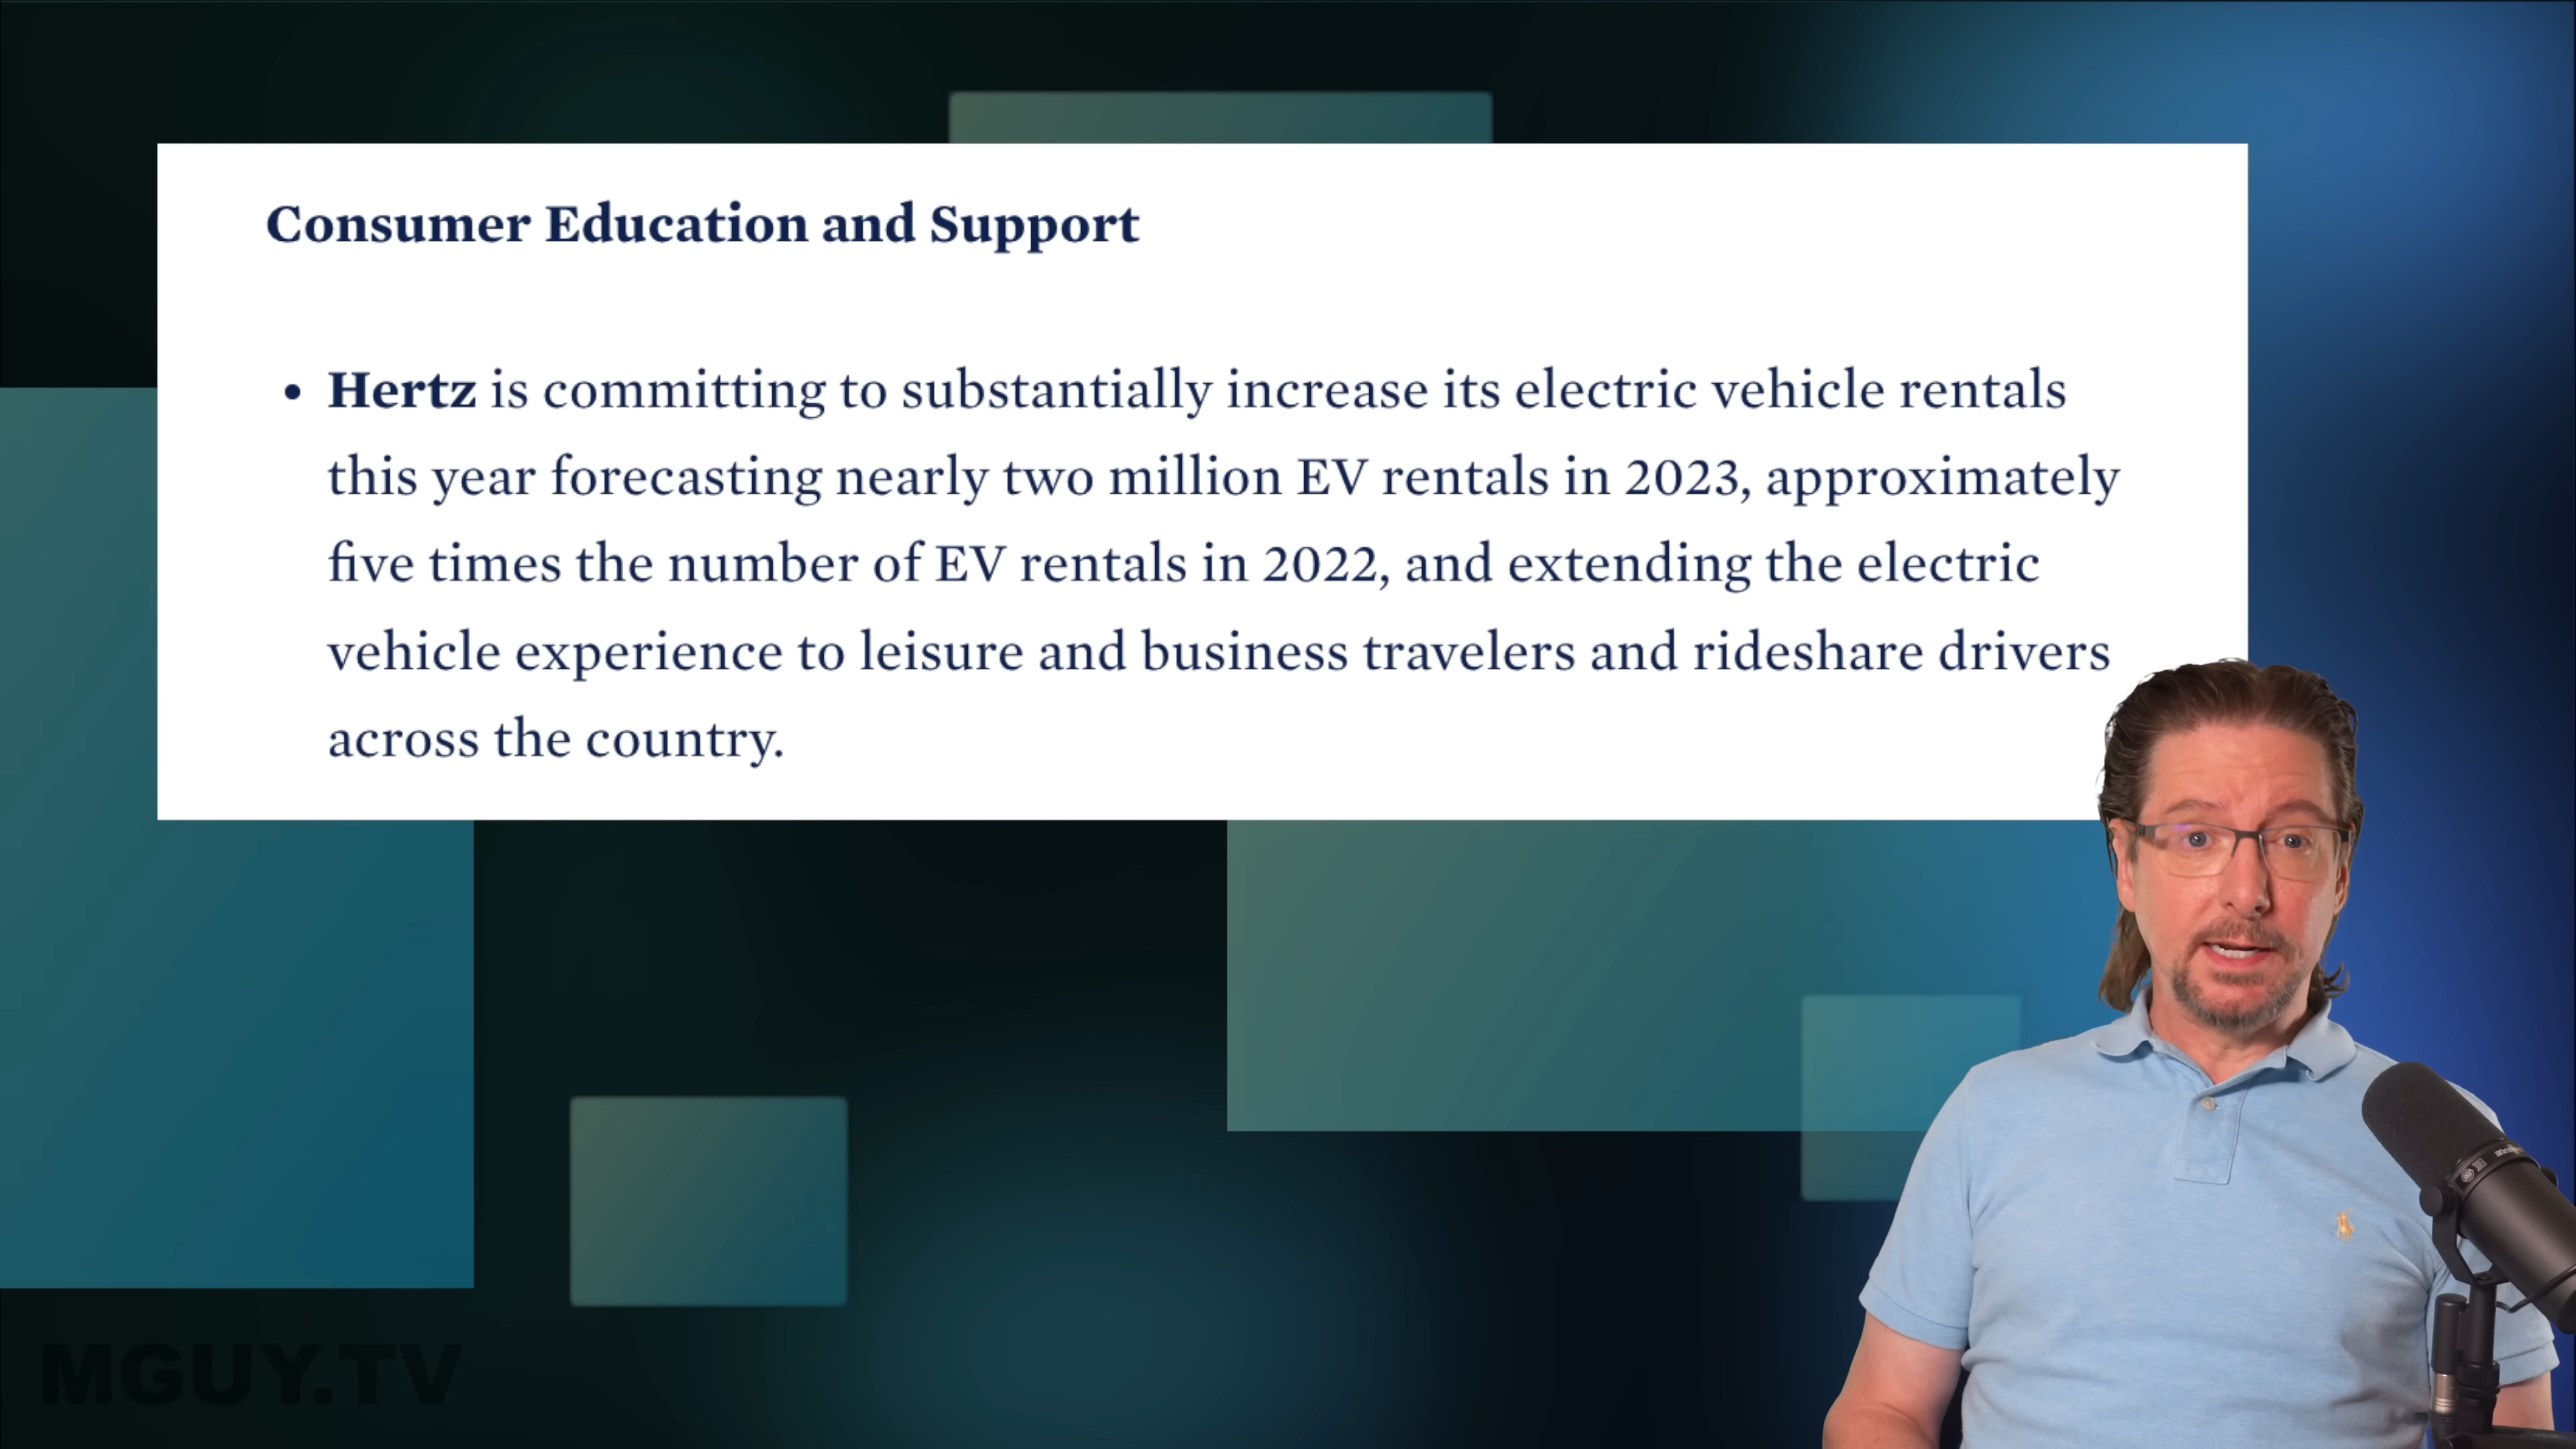 Consumer Education and Support
• Hertz is committing to substantially increase its electric vehicle rentals
this year forecasting nearly two million EV rentals in 2023, approximately
five times the number of EV rentals in 2022, and extending the electric
vehicle experience to leisure and business travelers and rideshare drivers
across the country.
MGUY.TV